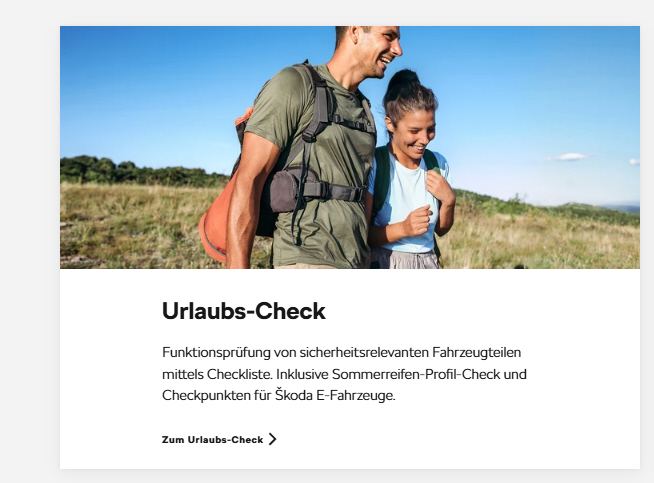 Urlaubs-Check
Funktionsprüfung von sicherheitsrelevanten Fahrzeugteilen
mittels Checkliste. Inklusive Sommerreifen-Profil-Check und
Checkpunkten für Škoda E-Fahrzeuge.
Zum Urlaubs-Check